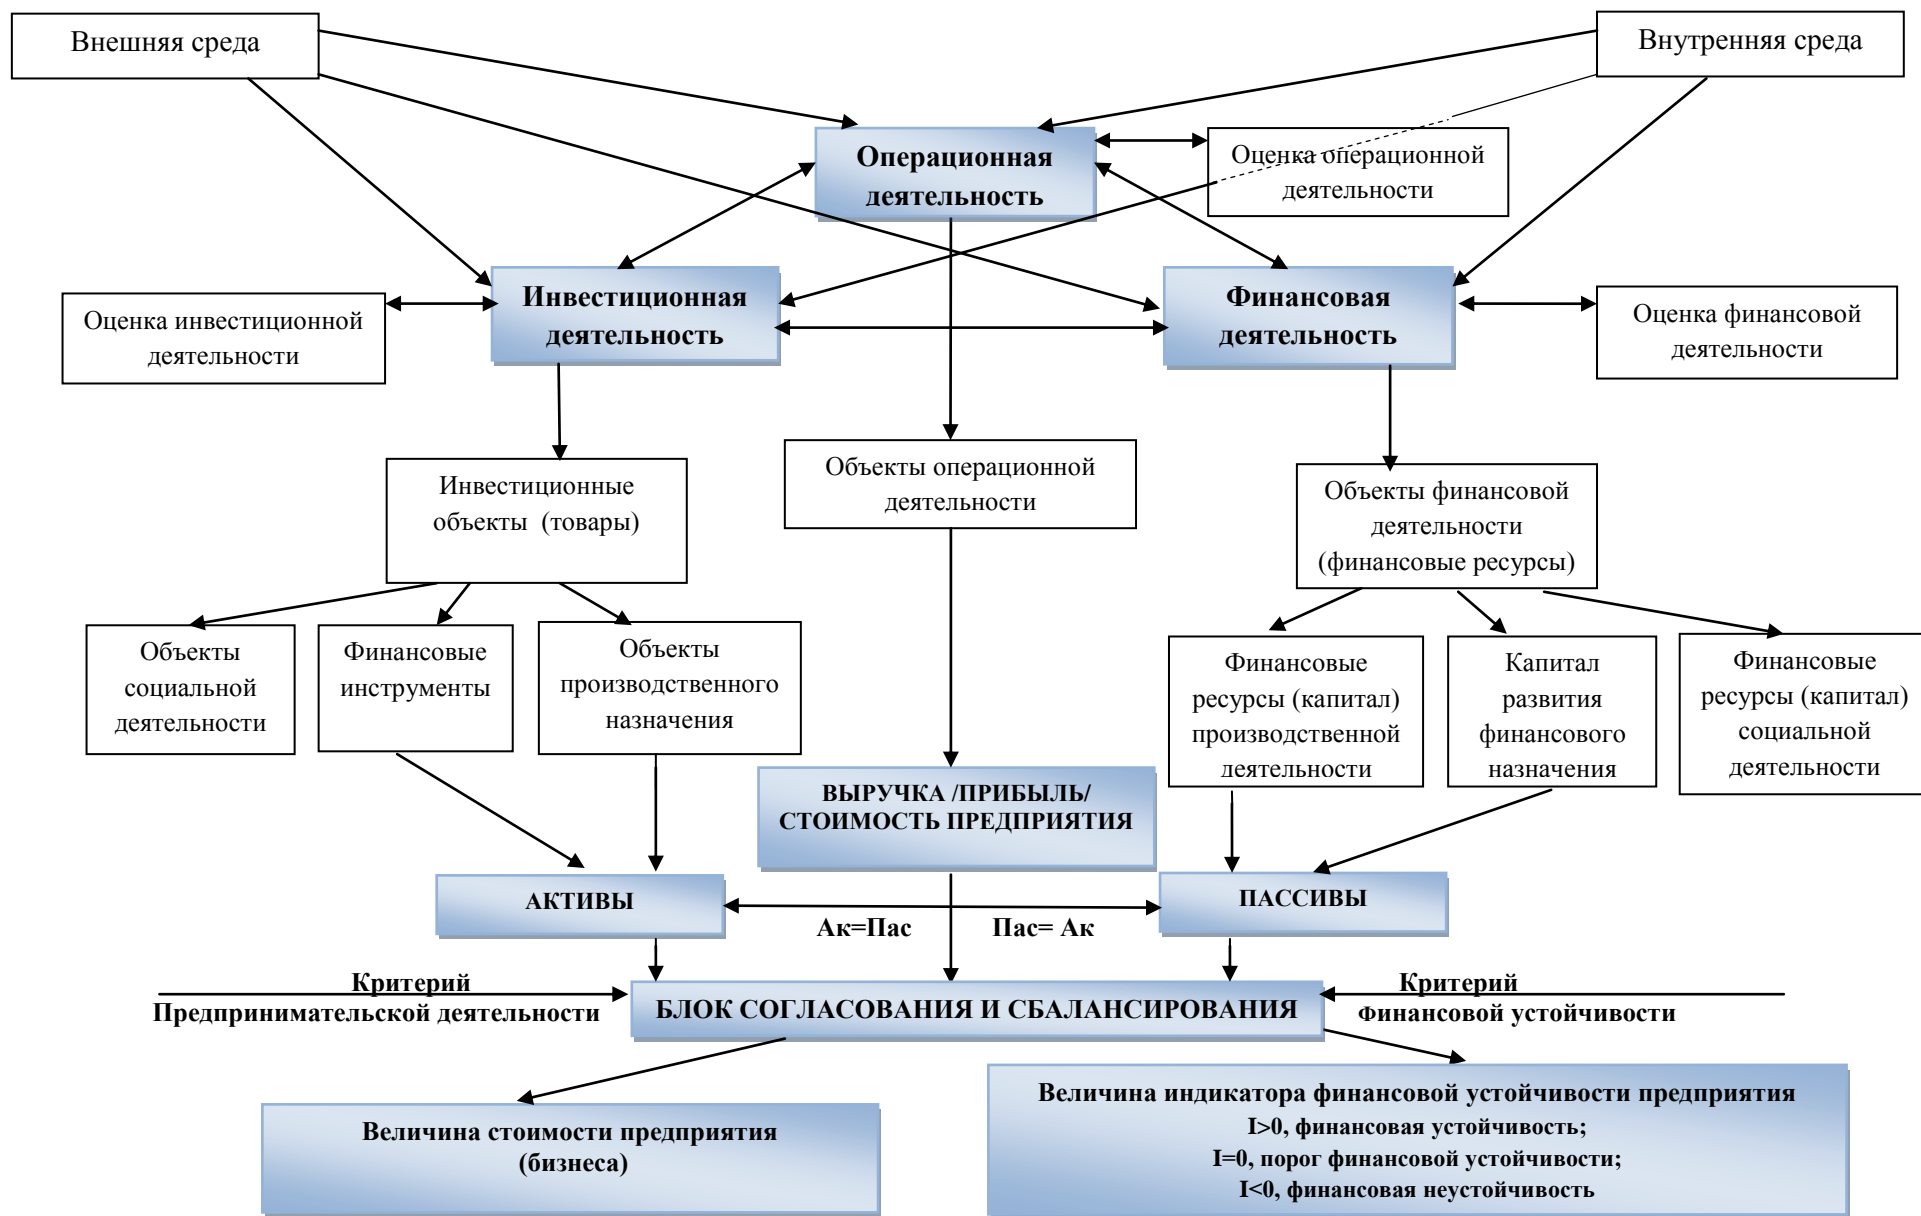 Внешняя среда
Внутренняя среда
Операционная
деятельность
Оценка операционной
деятельности
Инвестиционная
деятельность
Финансовая
деятельность
Оценка инвестиционной
деятельности
Оценка финансовой
деятельности
Инвестиционные
объекты (товары)
Объекты операционной
деятельности
Объекты финансовой
деятельности
(финансовые ресурсы)
Объекты
социальной
деятельности
Финансовые
инструменты
Объекты
производственного
назначения
Финансовые
ресурсы (капитал)
производственной
деятельности
Капитал
развития
финансового
назначения
Финансовые
ресурсы (капитал)
социальной
деятельности
ВЫРУЧКА /ПРИБЫЛЬ/
СТОИМОСТЬ ПРЕДПРИЯТИЯ
АКТИВЫ
ПАССИВЫ
Ак=Пас
Пас= Ак
Критерий
Предпринимательской деятельности
БЛОК СОГЛАСОВАНИЯ И СБАЛАНСИРОВАНИЯ
Критерий
Финансовой устойчивости
Величина стоимости предприятия
(бизнеса)
Величина индикатора финансовой устойчивости предприятия
I>0, финансовая устойчивость;
I=0, порог финансовой устойчивости;
I<0, финансовая неустойчивость